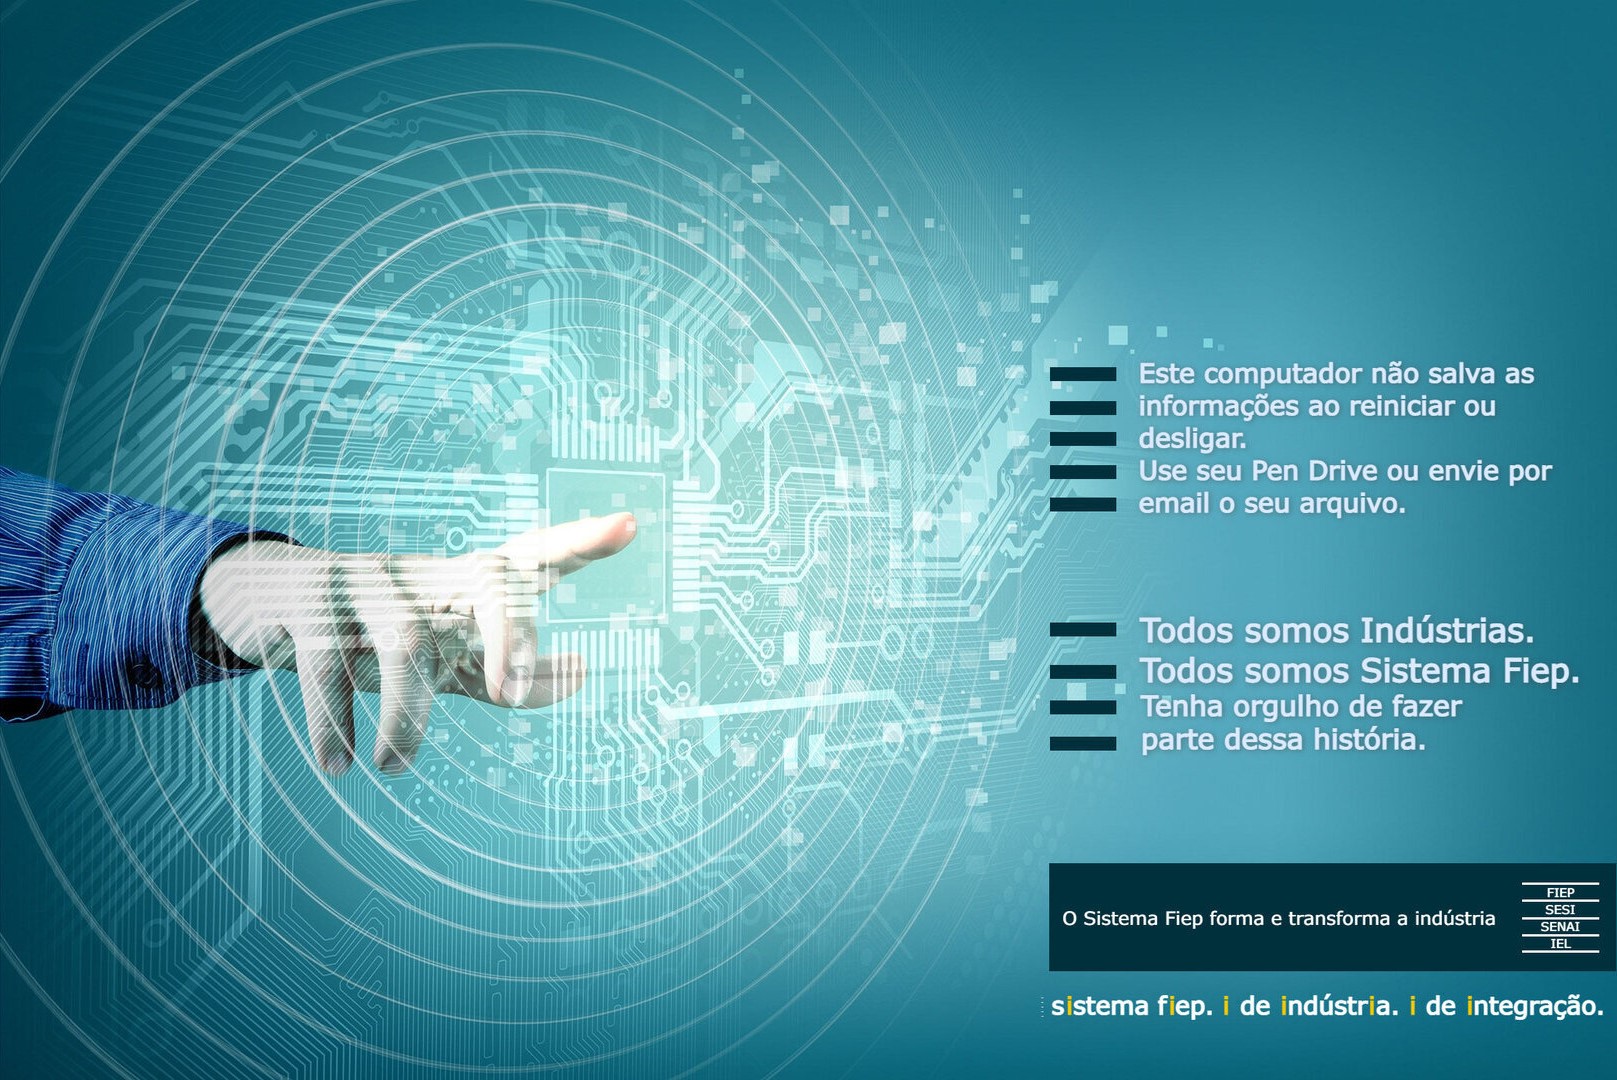 Este computador não salva as
informações ao reiniciar ou
desligar.
Use seu Pen Drive ou envie por
email o seu arquivo.
Todos somos Indústrias.
Todos somos Sistema Fiep.
Tenha orgulho de fazer
parte dessa história.
O Sistema Fiep forma e transforma a indústria
FIEP
SESI
SENAI
IEL
sistema fiep. i de indústria. i de integração.